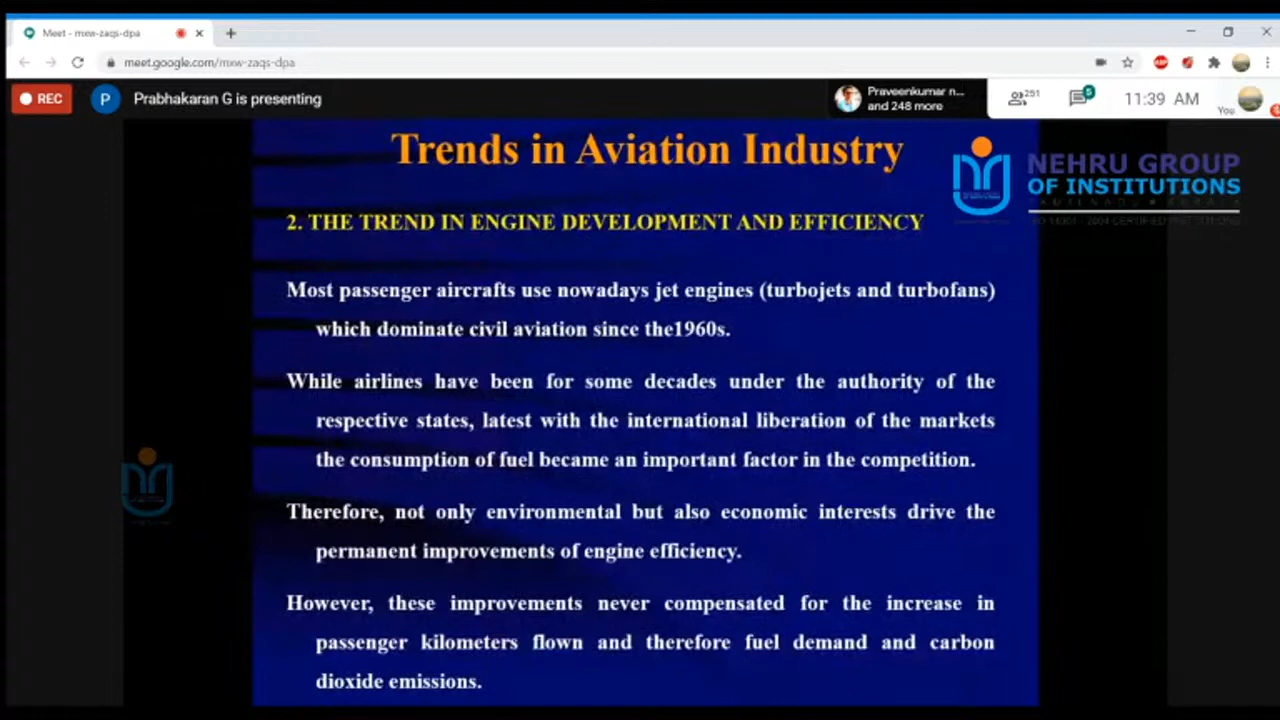 Meet - mxw-zaqs-dpa
meet.google.com/mxw-zaqs-dpa
REC
P
Prabhakaran G is presenting
Praveenkumar n...
and 248 more
251
5
11:39 AM
You
Trends in Aviation Industry
NEHRU GROUP
OF INSTITUTIONS
2. THE TREND IN ENGINE DEVELOPMENT AND EFFICIENCY
Most passenger aircrafts use nowadays jet engines (turbojets and turbofans)
which dominate civil aviation since the1960s.
While airlines have been for some decades under the authority of the
respective states, latest with the international liberation of the markets
the consumption of fuel became an important factor in the competition.
Therefore, not only environmental but also economic interests drive the
permanent improvements of engine efficiency.
However, these improvements never compensated for the increase in
passenger kilometers flown and therefore fuel demand and carbon
dioxide emissions.